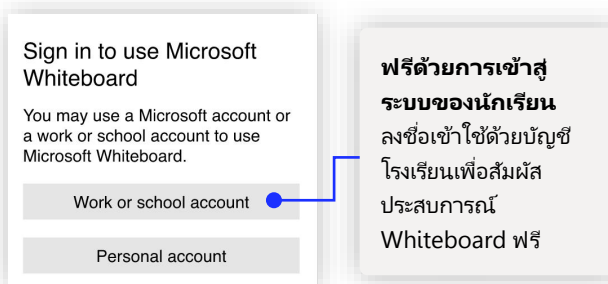 Sign in to use Microsoft
Whiteboard
You may use a Microsoft account or
a work or school account to use
Microsoft Whiteboard.
Work or school account
Personal account
ฟรีด้วยการเข้าสู่
ระบบของนักเรียน
ลงชื่อเข้าใช้ด้วยบัญชี
โรงเรียนเพื่อสัมผัส
ประสบการณ์
Whiteboard ฟรี